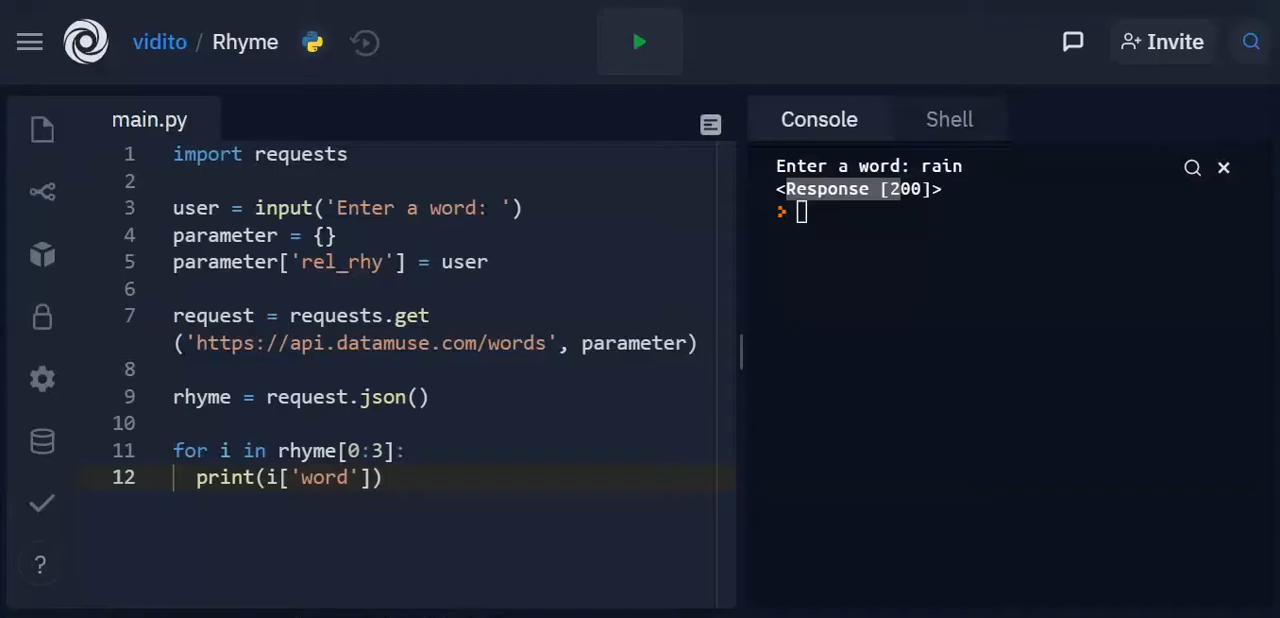 vidito / Rhyme
Invite
main.py
Console
Shell
1 import requests
2
3 user = input('Enter a word: ')
4 parameter = {}
5 parameter['rel_rhy'] = user
6
7 request = requests.get
('https://api.datamuse.com/words', parameter)
8
9 rhyme = request.json()
10
11 for i in rhyme[0:3]:
12 print(i['word'])
?
Enter a word: rain
<Response [200]>